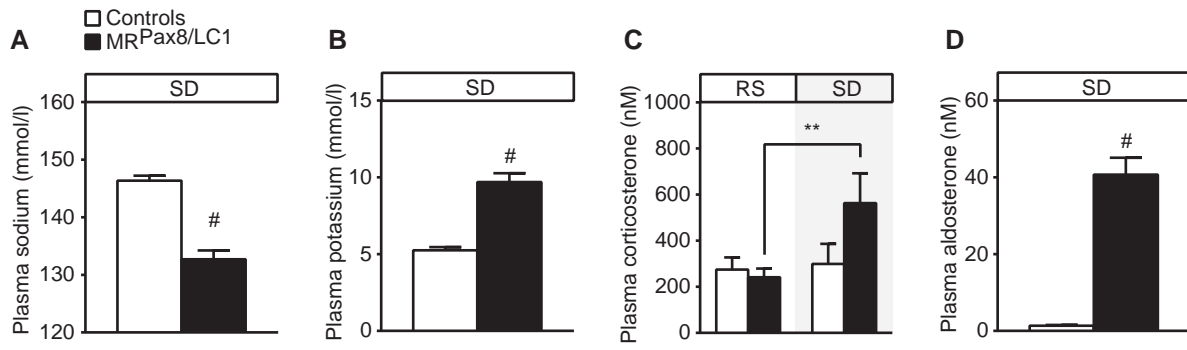 Controls
MRPax8/LC1
A
SD
Plasma sodium (mmol/l)
160
150
140
130
120
#
B
SD
Plasma potassium (mmol/l)
15
10
5
0
#
C
RS
SD
Plasma corticosterone (nM)
1000
800
600
400
200
0
**
D
SD
Plasma aldosterone (nM)
60
40
20
0
#